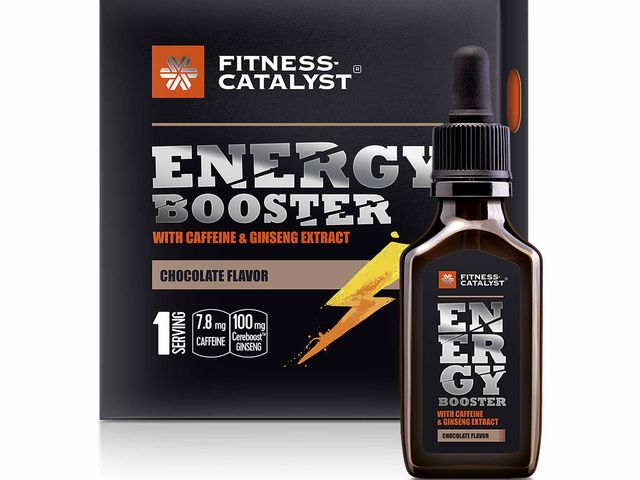 FITNESS-
CATALYST®
ENERGY
BOOSTER
WITH CAFFEINE & GINSENG EXTRACT
CHOCOLATE FLAVOR
1 SERVING
7.8 mg
CAFFEINE
100 mg
Cereboost™
GINSENG
FITNESS-
CATALYST®
EN
ER
GY
BOOSTER
WITH CAFFEINE
& GINSENG EXTRACT
CHOCOLATE FLAVOR